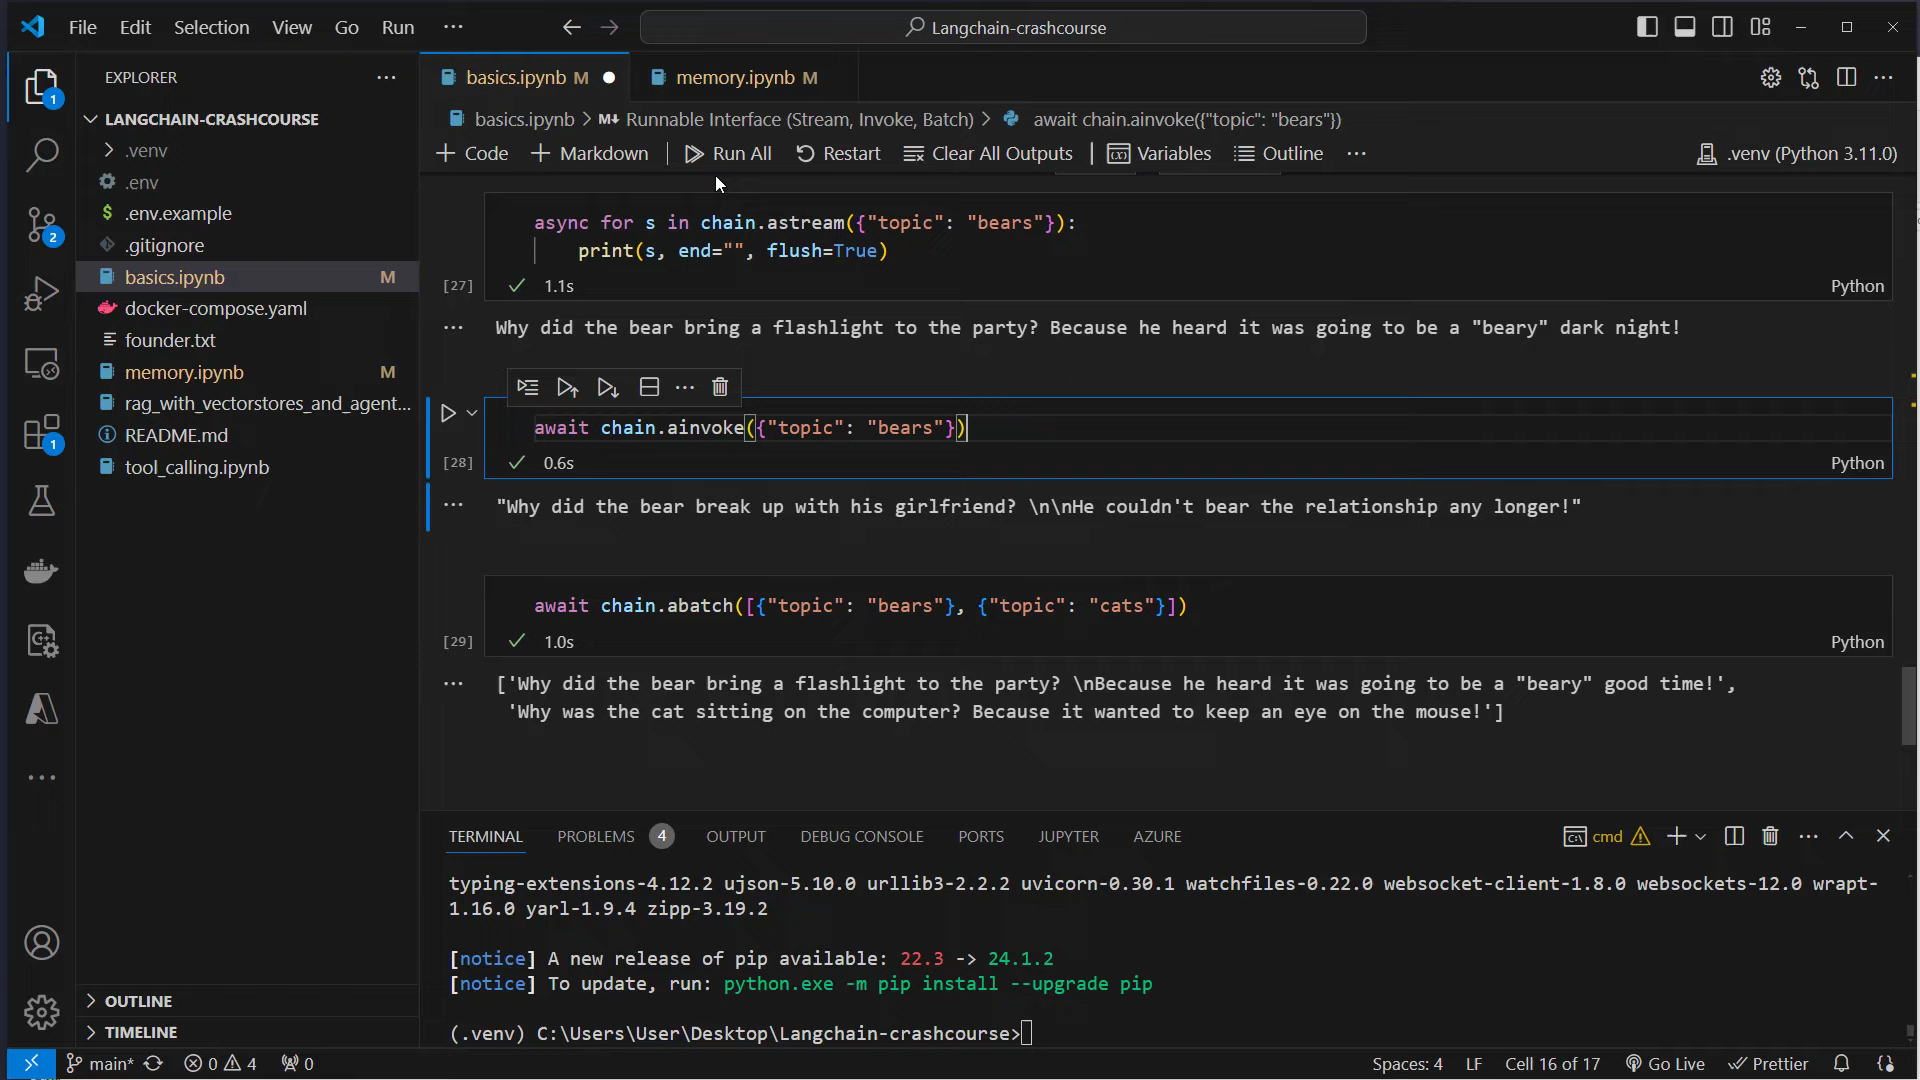 File Edit Selection View Go Run ···
Langchain-crashcourse
EXPLORER
LANGCHAIN-CRASHCOURSE
.venv
.env
.env.example
.gitignore
basics.ipynb M
docker-compose.yaml
founder.txt
memory.ipynb M
rag_with_vectorstores_and_agent...
README.md
tool_calling.ipynb
OUTLINE
TIMELINE
1
2
1
basics.ipynb M
memory.ipynb M
basics.ipynb > M↓ Runnable Interface (Stream, Invoke, Batch) > await chain.ainvoke({"topic": "bears"})
+ Code + Markdown Run All Restart Clear All Outputs Variables Outline ···
.venv (Python 3.11.0)
async for s in chain.astream({"topic": "bears"}):
print(s, end="", flush=True)
[27] ✓ 1.1s Python
Why did the bear bring a flashlight to the party? Because he heard it was going to be a "beary" dark night!
await chain.ainvoke({"topic": "bears"})
[28] ✓ 0.6s Python
"Why did the bear break up with his girlfriend? \n\nHe couldn't bear the relationship any longer!"
await chain.abatch([{"topic": "bears"}, {"topic": "cats"}])
[29] ✓ 1.0s Python
['Why did the bear bring a flashlight to the party? \nBecause he heard it was going to be a "beary" good time!',
'Why was the cat sitting on the computer? Because it wanted to keep an eye on the mouse!']
TERMINAL PROBLEMS 4 OUTPUT DEBUG CONSOLE PORTS JUPYTER AZURE
cmd
typing-extensions-4.12.2 ujson-5.10.0 urllib3-2.2.2 uvicorn-0.30.1 watchfiles-0.22.0 websocket-client-1.8.0 websockets-12.0 wrapt-
1.16.0 yarl-1.9.4 zipp-3.19.2
[notice] A new release of pip available: 22.3 -> 24.1.2
[notice] To update, run: python.exe -m pip install --upgrade pip
(.venv) C:\Users\User\Desktop\Langchain-crashcourse>
main* 0 4 0
Spaces: 4 LF Cell 16 of 17 Go Live Prettier